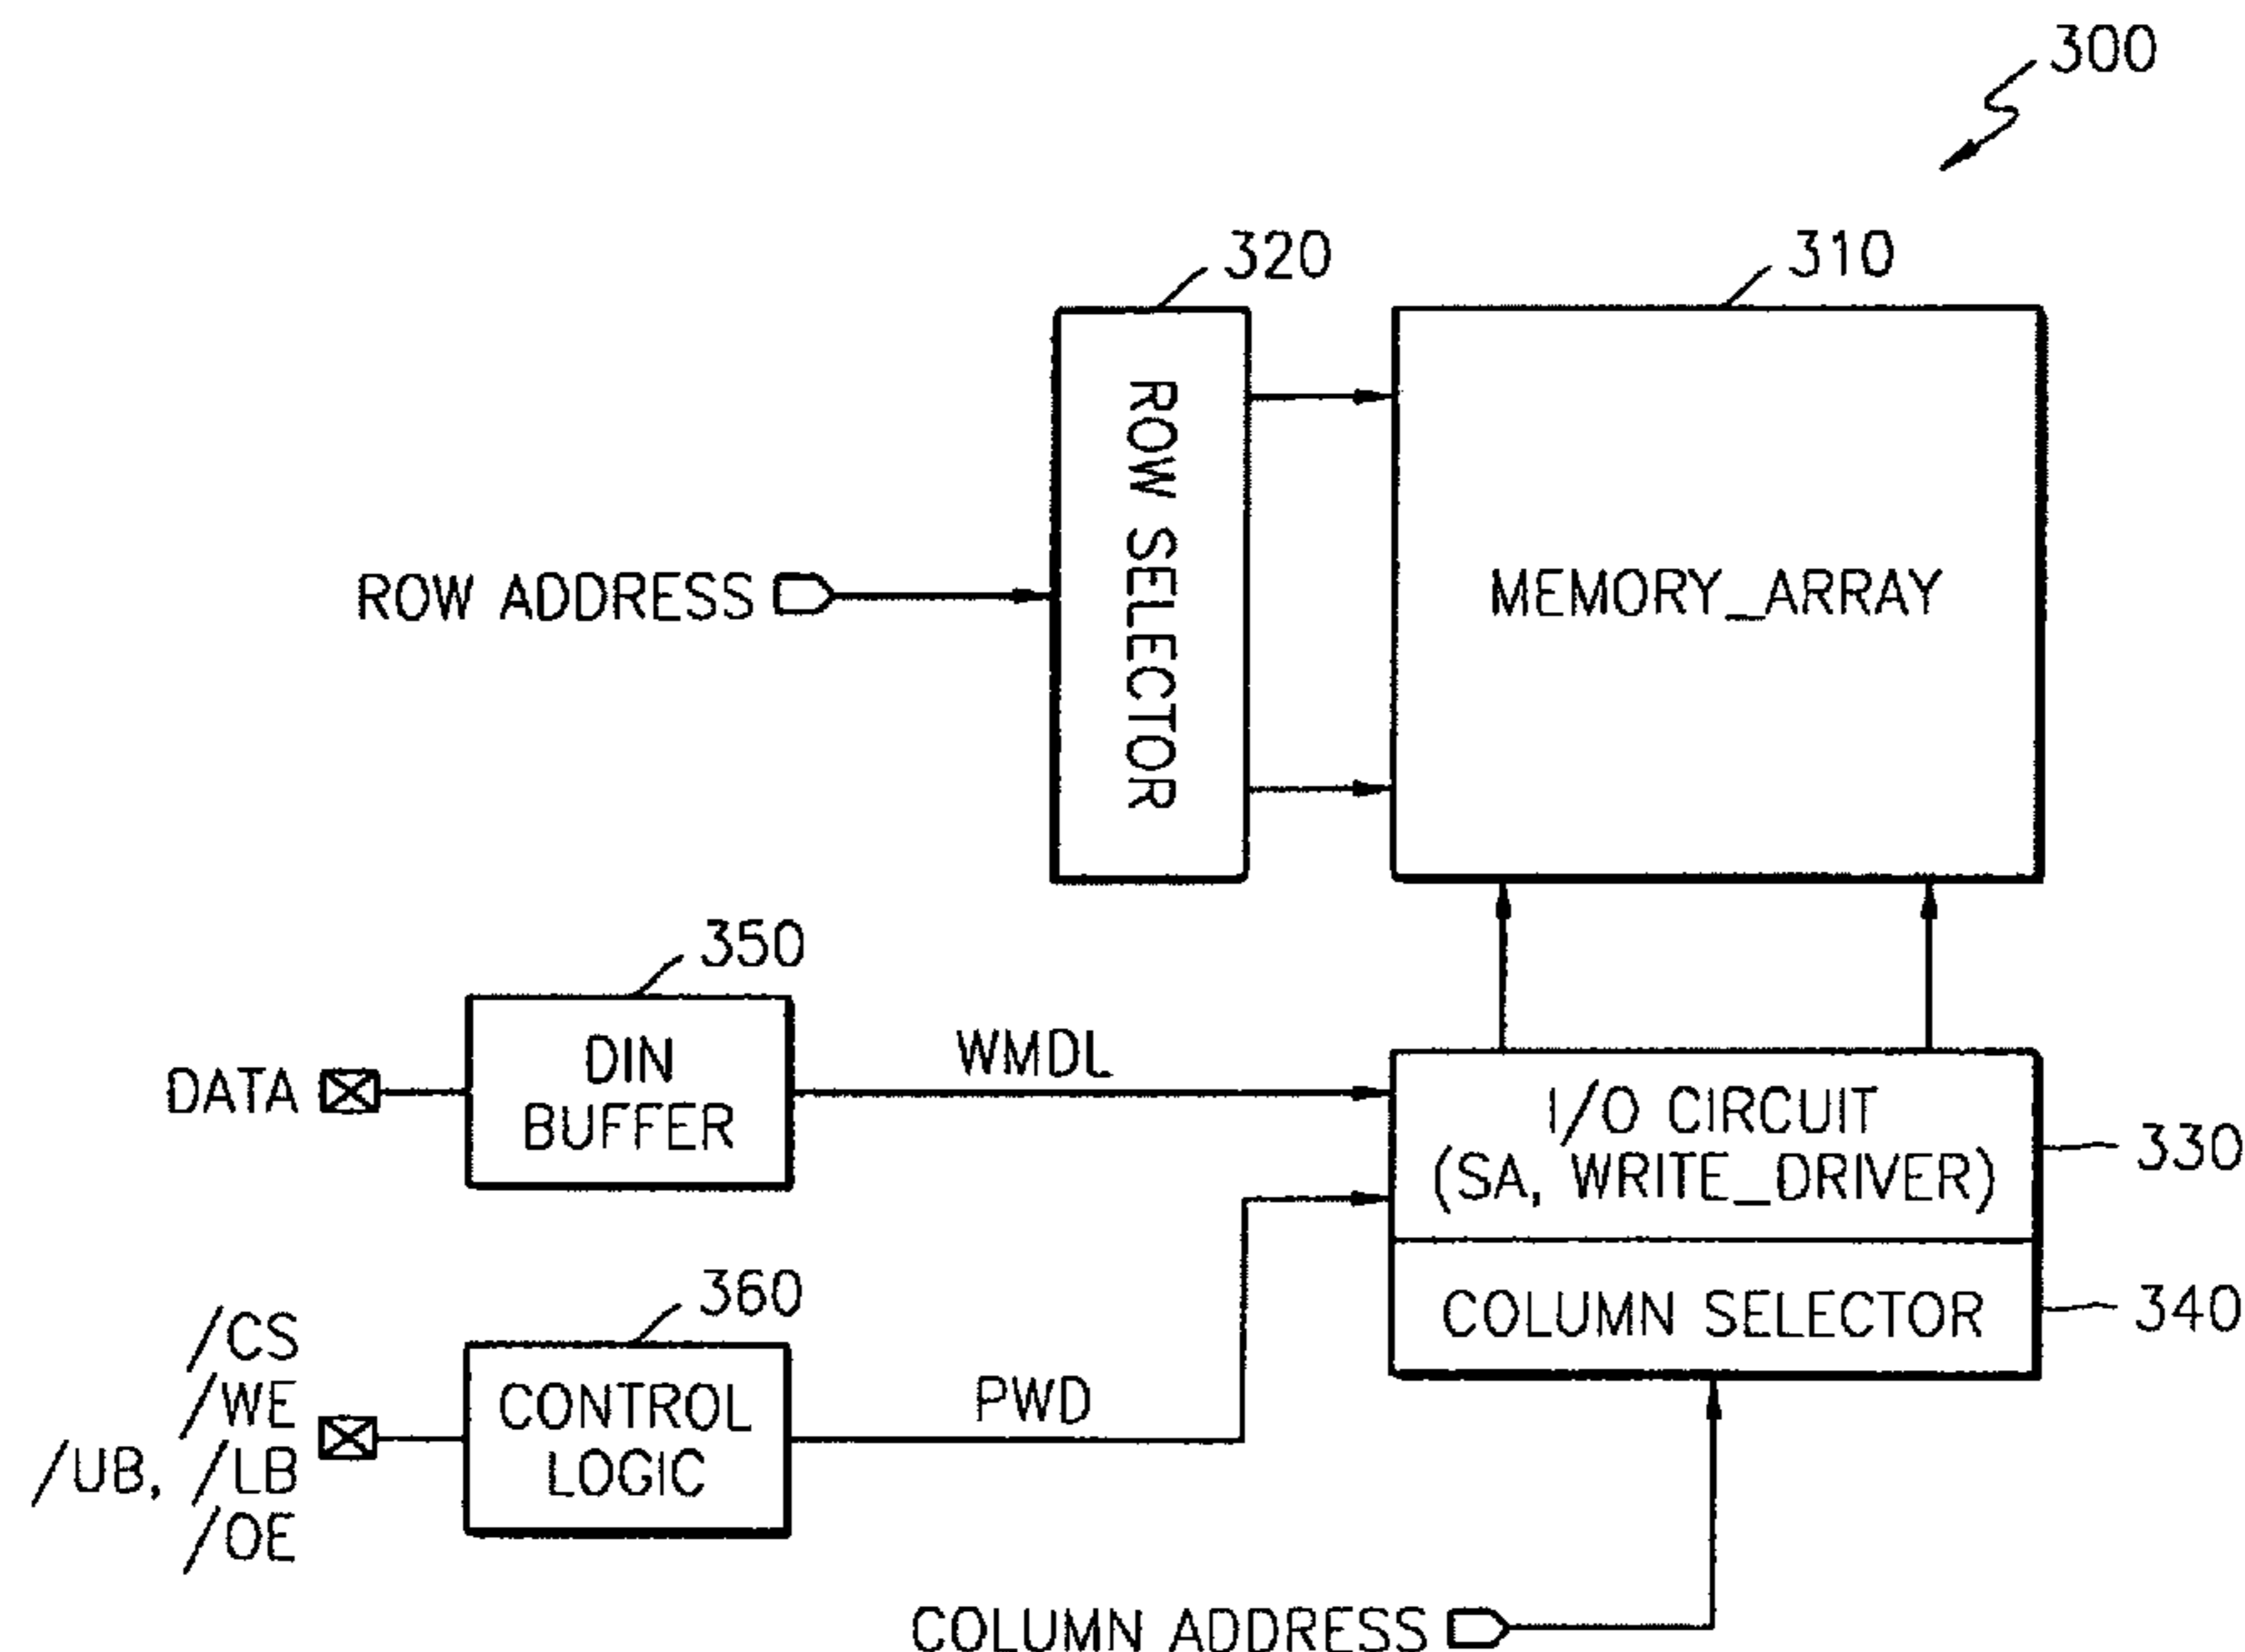 300
320
310
ROW SELECTOR
MEMORY_ARRAY
ROW ADDRESS
350
DIN
BUFFER
WMDL
DATA
I/O CIRCUIT
(SA, WRITE_DRIVER)
330
360
COLUMN SELECTOR
340
/CS
/WE
/UB, /LB
/OE
CONTROL
LOGIC
PWD
COLUMN ADDRESS